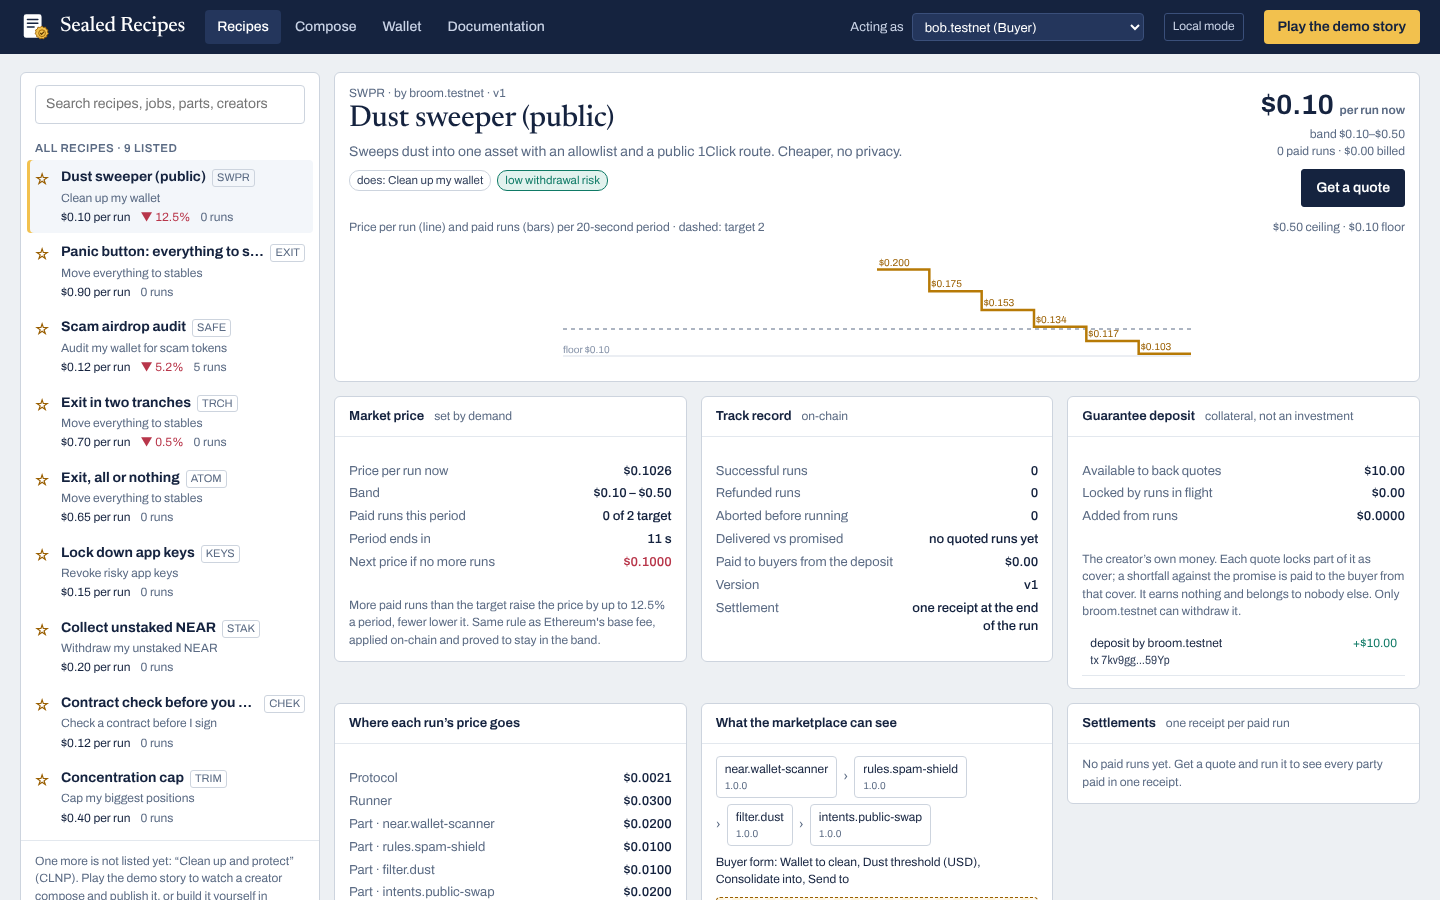 Sealed Recipes
Recipes
Compose
Wallet
Documentation
Acting as
bob.testnet (Buyer)
Local mode
Play the demo story
Search recipes, jobs, parts, creators
ALL RECIPES · 9 LISTED
Dust sweeper (public) SWPR
Clean up my wallet
$0.10 per run ▼ 12.5% 0 runs
Panic button: everything to s... EXIT
Move everything to stables
$0.90 per run 0 runs
Scam airdrop audit SAFE
Audit my wallet for scam tokens
$0.12 per run ▼ 5.2% 5 runs
Exit in two tranches TRCH
Move everything to stables
$0.70 per run ▼ 0.5% 0 runs
Exit, all or nothing ATOM
Move everything to stables
$0.65 per run 0 runs
Lock down app keys KEYS
Revoke risky app keys
$0.15 per run 0 runs
Collect unstaked NEAR STAK
Withdraw my unstaked NEAR
$0.20 per run 0 runs
Contract check before you ... CHEK
Check a contract before I sign
$0.12 per run 0 runs
Concentration cap TRIM
Cap my biggest positions
$0.40 per run 0 runs
One more is not listed yet: “Clean up and protect”
(CLNP). Play the demo story to watch a creator
compose and publish it, or build it yourself in
SWPR · by broom.testnet · v1
Dust sweeper (public)
Sweeps dust into one asset with an allowlist and a public 1Click route. Cheaper, no privacy.
does: Clean up my wallet
low withdrawal risk
$0.10 per run now
band $0.10–$0.50
0 paid runs · $0.00 billed
Get a quote
Price per run (line) and paid runs (bars) per 20-second period · dashed: target 2
$0.50 ceiling · $0.10 floor
$0.200
$0.175
$0.153
$0.134
$0.117
$0.103
floor $0.10
Market price set by demand
Price per run now $0.1026
Band $0.10 – $0.50
Paid runs this period 0 of 2 target
Period ends in 11 s
Next price if no more runs $0.1000
More paid runs than the target raise the price by up to 12.5%
a period, fewer lower it. Same rule as Ethereum's base fee,
applied on-chain and proved to stay in the band.
Track record on-chain
Successful runs 0
Refunded runs 0
Aborted before running 0
Delivered vs promised no quoted runs yet
Paid to buyers from the deposit $0.00
Version v1
Settlement one receipt at the end
of the run
Guarantee deposit collateral, not an investment
Available to back quotes $10.00
Locked by runs in flight $0.00
Added from runs $0.0000
The creator’s own money. Each quote locks part of it as
cover; a shortfall against the promise is paid to the buyer from
that cover. It earns nothing and belongs to nobody else. Only
broom.testnet can withdraw it.
deposit by broom.testnet +$10.00
tx 7kv9gg...59Yp
Where each run’s price goes
Protocol $0.0021
Runner $0.0300
Part · near.wallet-scanner $0.0200
Part · rules.spam-shield $0.0100
Part · filter.dust $0.0100
Part · intents.public-swap $0.0200
What the marketplace can see
near.wallet-scanner › rules.spam-shield
1.0.0 1.0.0
› filter.dust › intents.public-swap
1.0.0 1.0.0
Buyer form: Wallet to clean, Dust threshold (USD),
Consolidate into, Send to
Settlements one receipt per paid run
No paid runs yet. Get a quote and run it to see every party
paid in one receipt.